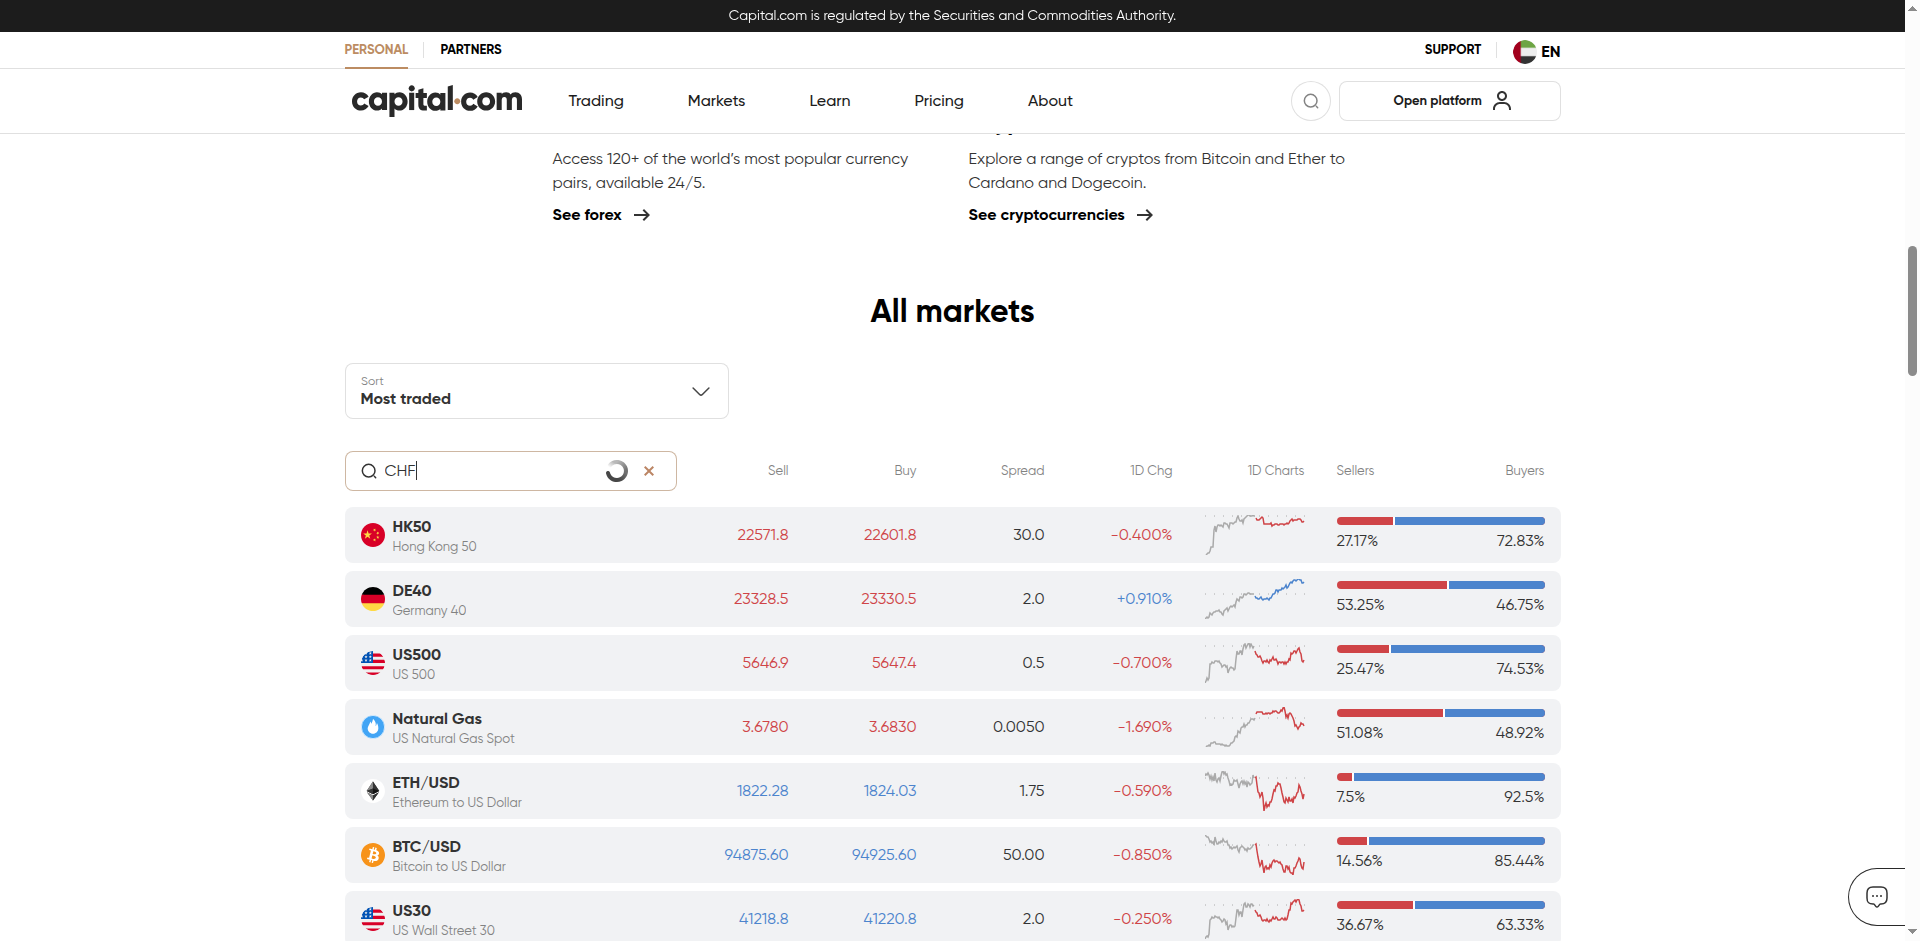 Capital.com is regulated by the Securities and Commodities Authority.
PERSONAL PARTNERS SUPPORT EN
capital.com Trading Markets Learn Pricing About Open platform
Access 120+ of the world's most popular currency
pairs, available 24/5.
See forex
Explore a range of cryptos from Bitcoin and Ether to
Cardano and Dogecoin.
See cryptocurrencies
All markets
Sort
Most traded
CHF Sell Buy Spread 1D Chg 1D Charts Sellers Buyers
HK50
Hong Kong 50
22571.8 22601.8 30.0 -0.400% 27.17% 72.83%
DE40
Germany 40
23328.5 23330.5 2.0 +0.910% 53.25% 46.75%
US500
US 500
5646.9 5647.4 0.5 -0.700% 25.47% 74.53%
Natural Gas
US Natural Gas Spot
3.6780 3.6830 0.0050 -1.690% 51.08% 48.92%
ETH/USD
Ethereum to US Dollar
1822.28 1824.03 1.75 -0.590% 7.5% 92.5%
BTC/USD
Bitcoin to US Dollar
94875.60 94925.60 50.00 -0.850% 14.56% 85.44%
US30
US Wall Street 30
41218.8 41220.8 2.0 -0.250% 36.67% 63.33%